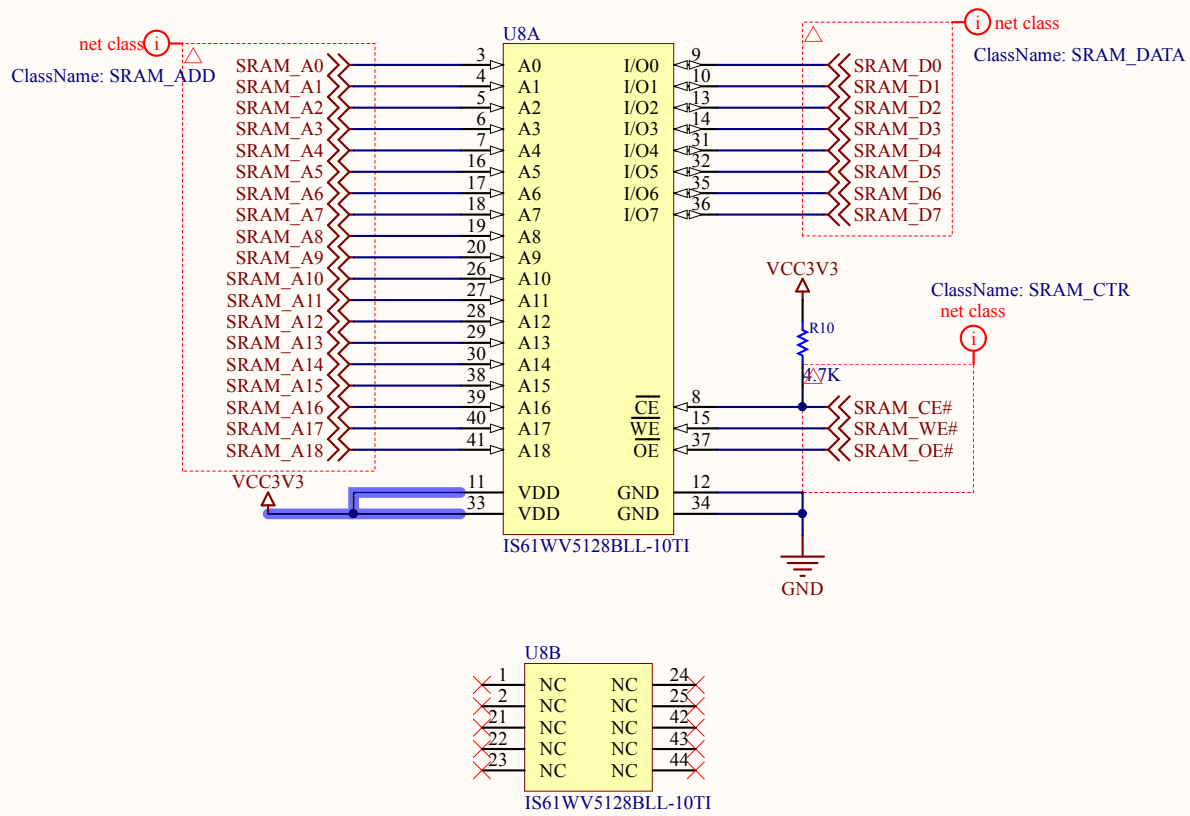 U8A
net class i
ClassName: SRAM_ADD
i net class
ClassName: SRAM_DATA
SRAM_A0 3 A0 I/O0 9 SRAM_D0
SRAM_A1 4 A1 I/O1 10 SRAM_D1
SRAM_A2 5 A2 I/O2 13 SRAM_D2
SRAM_A3 6 A3 I/O3 14 SRAM_D3
SRAM_A4 7 A4 I/O4 31 SRAM_D4
SRAM_A5 16 A5 I/O5 32 SRAM_D5
SRAM_A6 17 A6 I/O6 35 SRAM_D6
SRAM_A7 18 A7 I/O7 36 SRAM_D7
SRAM_A8 19 A8
SRAM_A9 20 A9
SRAM_A10 26 A10
SRAM_A11 27 A11
SRAM_A12 28 A12
SRAM_A13 29 A13
SRAM_A14 30 A14
SRAM_A15 38 A15
VCC3V3
R10
4.7K
ClassName: SRAM_CTR
net class
i
SRAM_A16 39 A16 CE 8 SRAM_CE#
SRAM_A17 40 A17 WE 15 SRAM_WE#
SRAM_A18 41 A18 OE 37 SRAM_OE#
VCC3V3
11 VDD GND 12
33 VDD GND 34
IS61WV5128BLL-10TI
GND
U8B
1 NC NC 24
2 NC NC 25
21 NC NC 42
22 NC NC 43
23 NC NC 44
IS61WV5128BLL-10TI